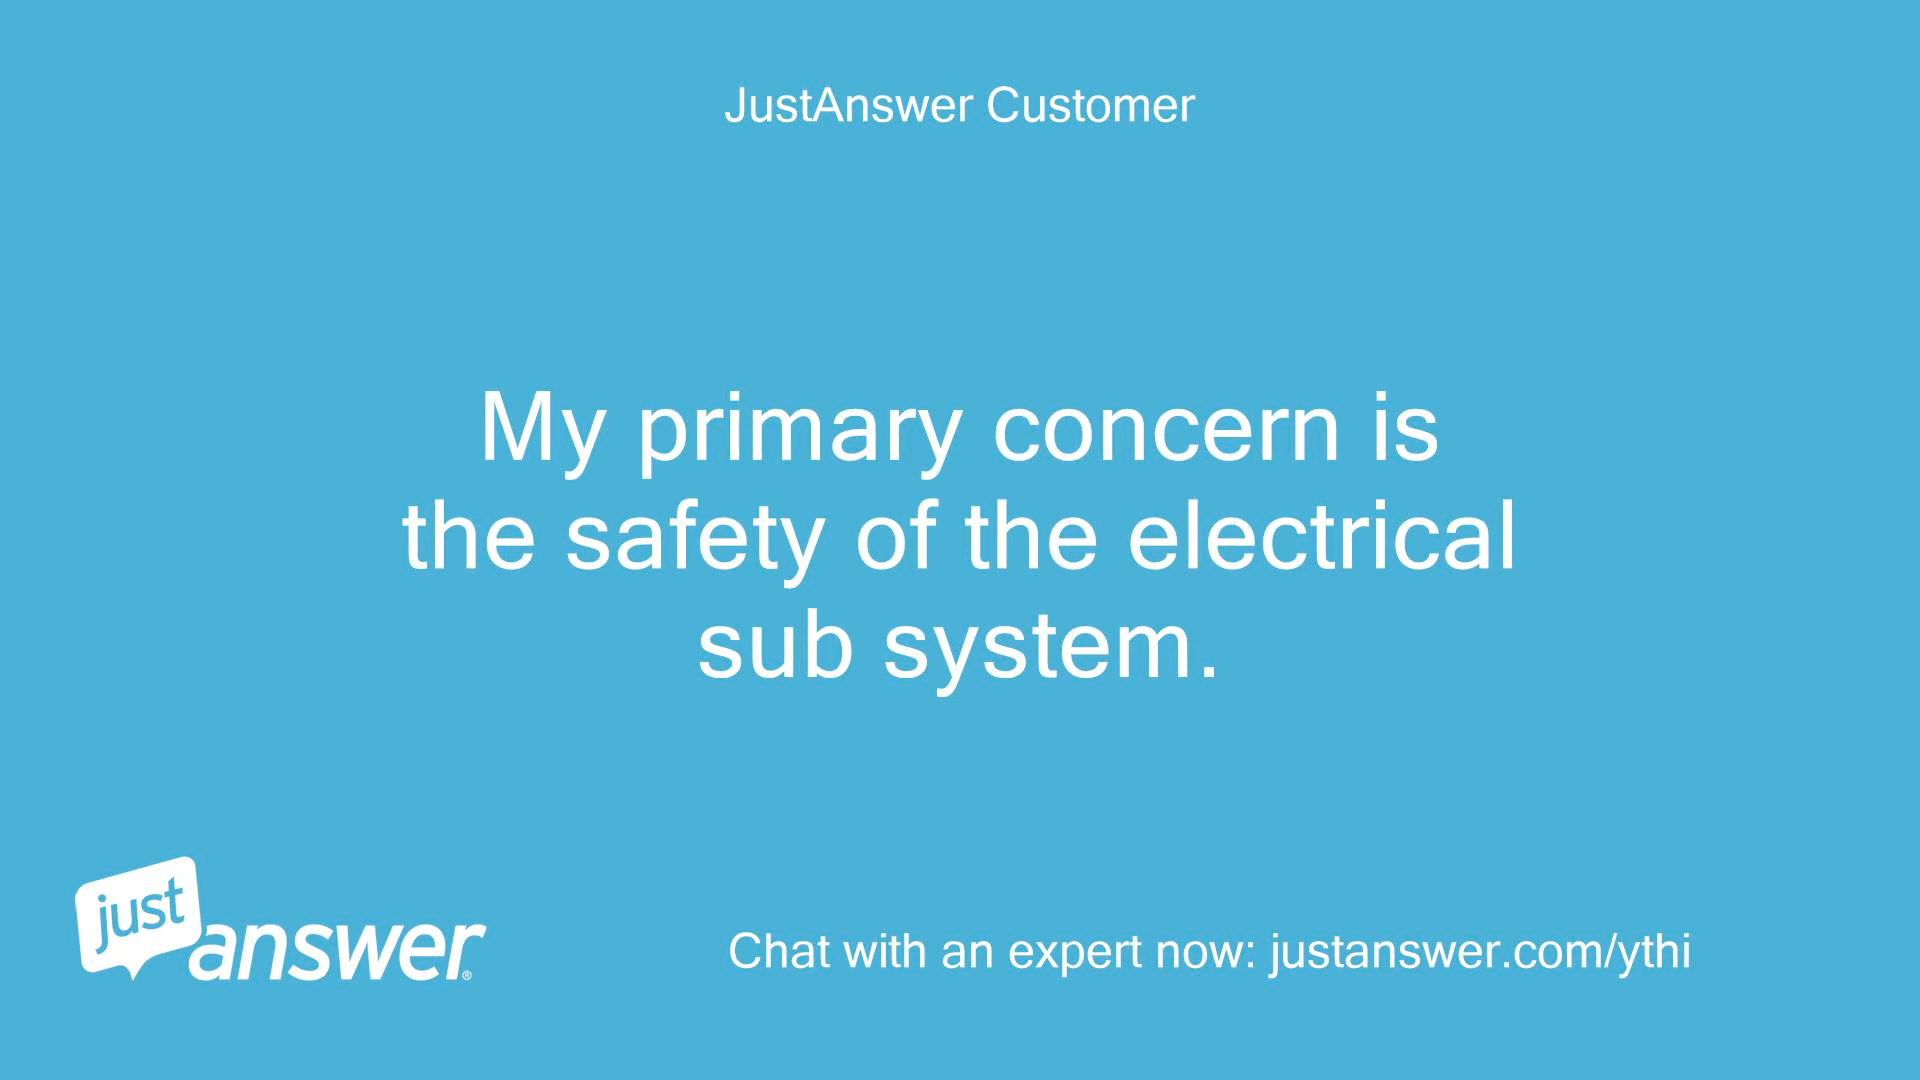 JustAnswer Customer
My primary concern is
the safety of the electrical
sub system.
just
answer®
Chat with an expert now: justanswer.com/ythi